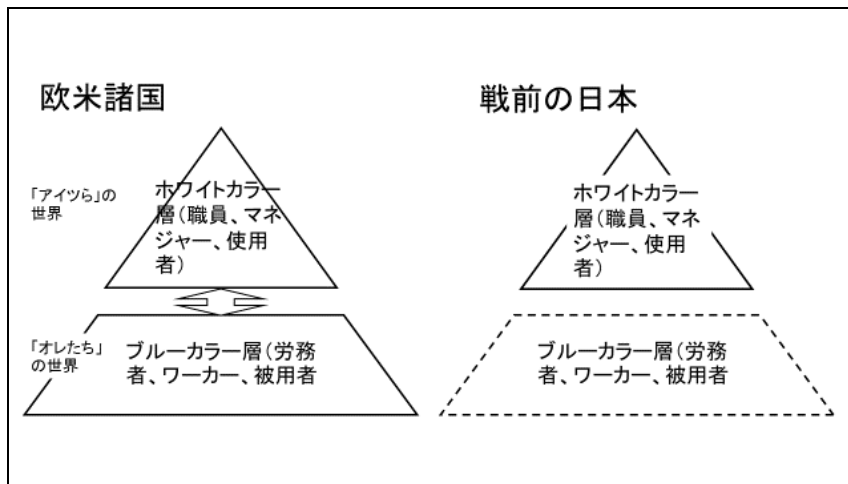 欧米諸国
戦前の日本
「アイツら」の
世界
ホワイトカラー
層（職員、マネ
ジャー、使用
者）
ホワイトカラー
層（職員、マネ
ジャー、使用
者）
「オレたち」
の世界
ブルーカラー層（労務
者、ワーカー、被用者
ブルーカラー層（労務
者、ワーカー、被用者